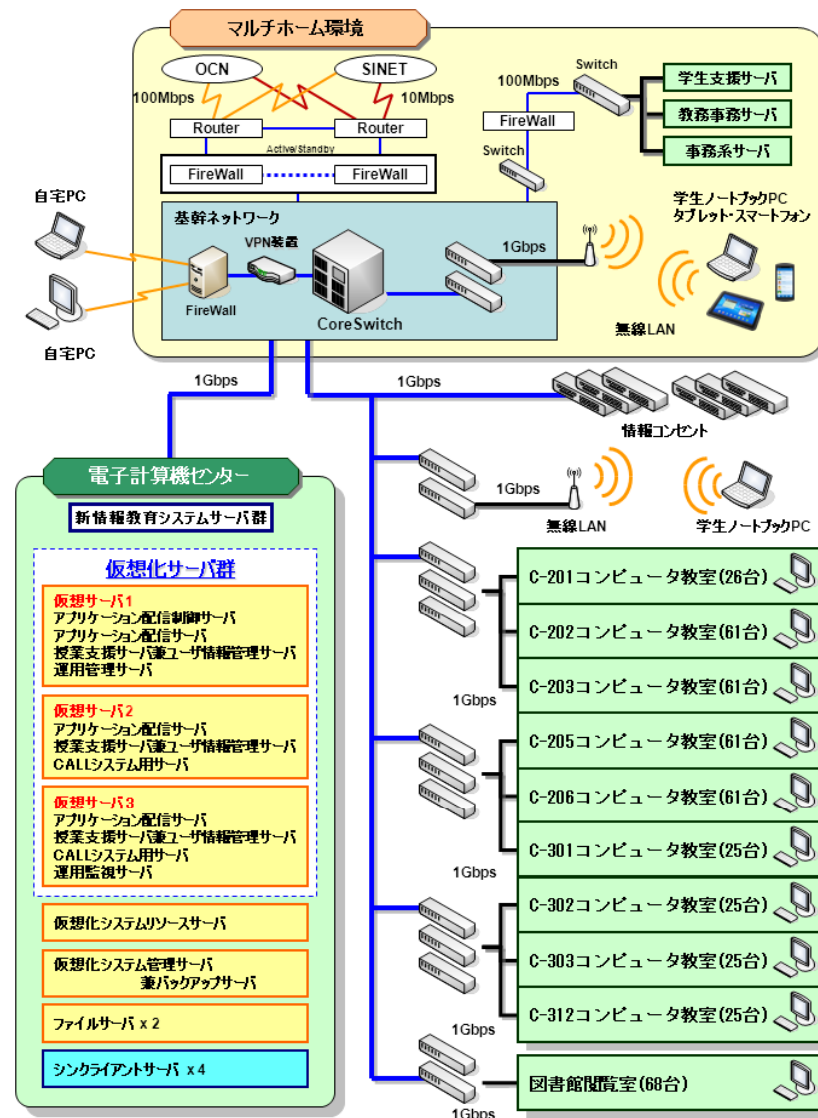 マルチホーム環境
OCN
SINET
100Mbps
10Mbps
Router
Router
Active/Standby
FireWall
FireWall
Switch
100Mbps
FireWall
Switch
学生支援サーバ
教務事務サーバ
事務系サーバ
自宅PC
自宅PC
基幹ネットワーク
VPN装置
FireWall
CoreSwitch
1Gbps
学生ノートブックPC
タブレット・スマートフォン
無線LAN
1Gbps
1Gbps
情報コンセント
1Gbps
無線LAN
学生ノートブックPC
電子計算機センター
新情報教育システムサーバ群
仮想化サーバ群
仮想サーバ1
アプリケーション配信制御サーバ
アプリケーション配信サーバ
授業支援サーバ兼ユーザ情報管理サーバ
運用管理サーバ
仮想サーバ2
アプリケーション配信サーバ
授業支援サーバ兼ユーザ情報管理サーバ
CALLシステム用サーバ
仮想サーバ3
アプリケーション配信サーバ
授業支援サーバ兼ユーザ情報管理サーバ
CALLシステム用サーバ
運用監視サーバ
仮想化システムリソースサーバ
仮想化システム管理サーバ
兼バックアップサーバ
ファイルサーバ x 2
シンクライアントサーバ x 4
C-201コンピュータ教室(26台)
C-202コンピュータ教室(61台)
C-203コンピュータ教室(61台)
1Gbps
C-205コンピュータ教室(61台)
C-206コンピュータ教室(61台)
C-301コンピュータ教室(25台)
1Gbps
C-302コンピュータ教室(25台)
C-303コンピュータ教室(25台)
C-312コンピュータ教室(25台)
1Gbps
図書館閲覧室(68台)
1Gbps